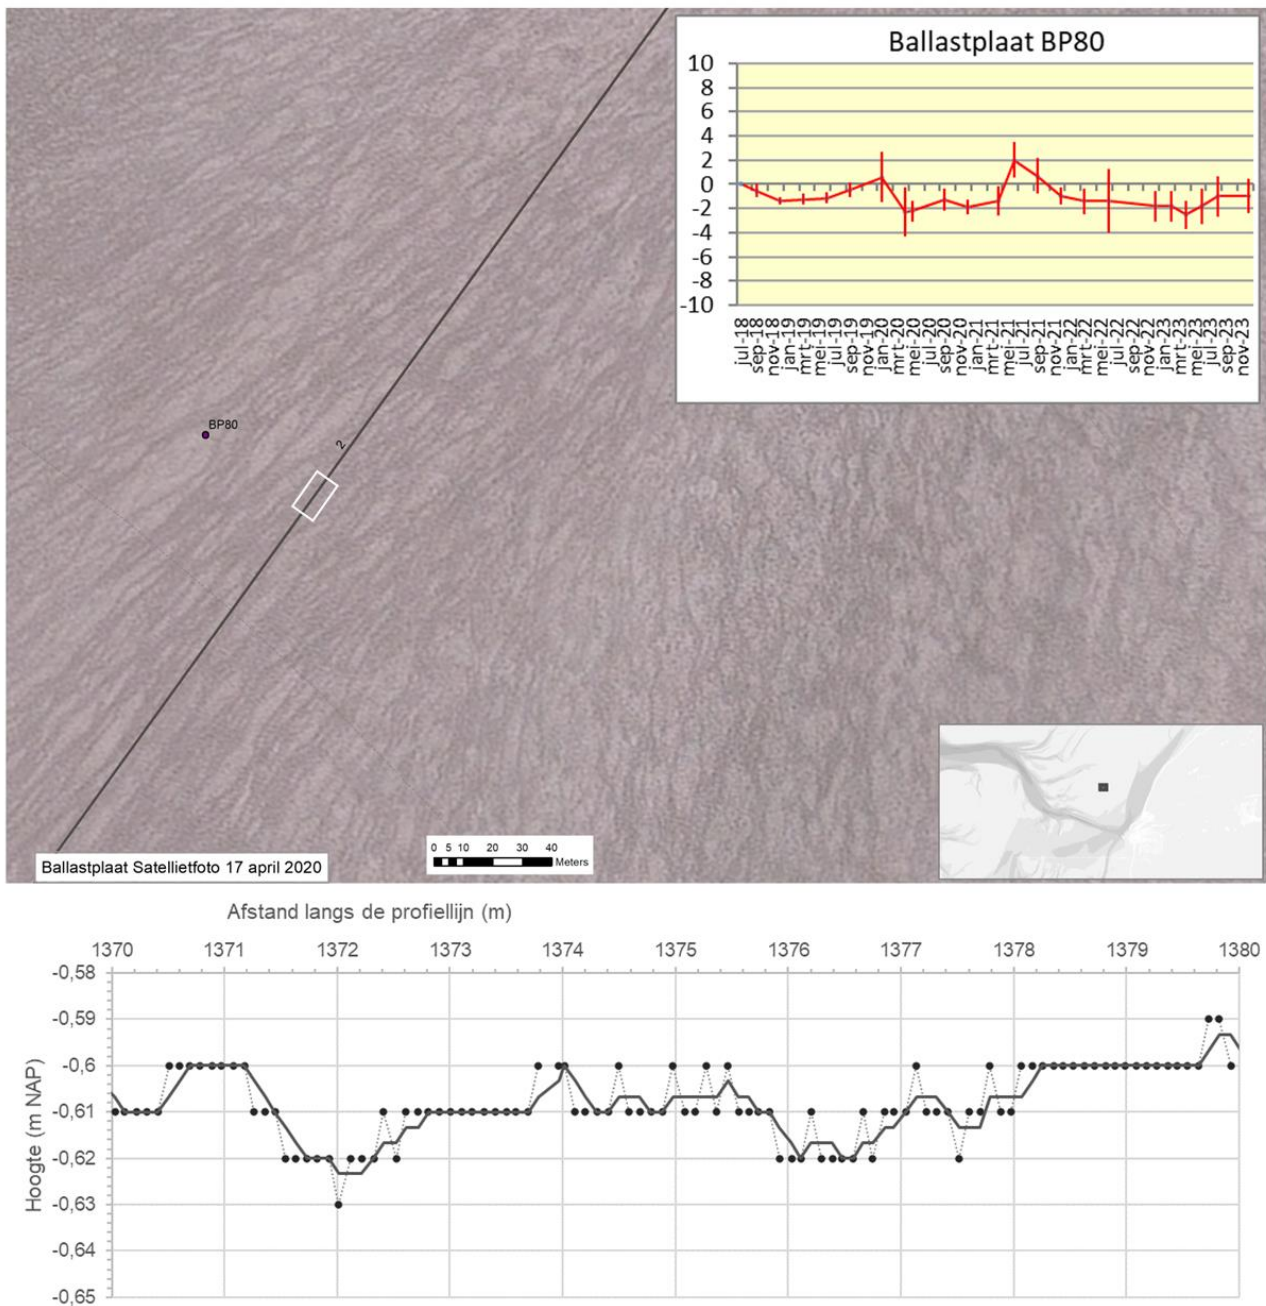 Ballastplaat BP80
10
8
6
4
2
0
-2
-4
-6
-8
-10
jul-18
sep-18
nov-18
jan-19
mrt-19
mei-19
jul-19
sep-19
nov-19
jan-20
mrt-20
mei-20
jul-20
sep-20
nov-20
jan-21
mrt-21
mei-21
jul-21
sep-21
nov-21
jan-22
mrt-22
mei-22
jul-22
sep-22
nov-22
jan-23
mrt-23
mei-23
jul-23
sep-23
nov-23
BP80
2
0 5 10 20 30 40
Meters
Ballastplaat Satellietfoto 17 april 2020
Afstand langs de profiellijn (m)
1370 1371 1372 1373 1374 1375 1376 1377 1378 1379 1380
Hoogte (m NAP)
-0,58
-0,59
-0,6
-0,61
-0,62
-0,63
-0,64
-0,65